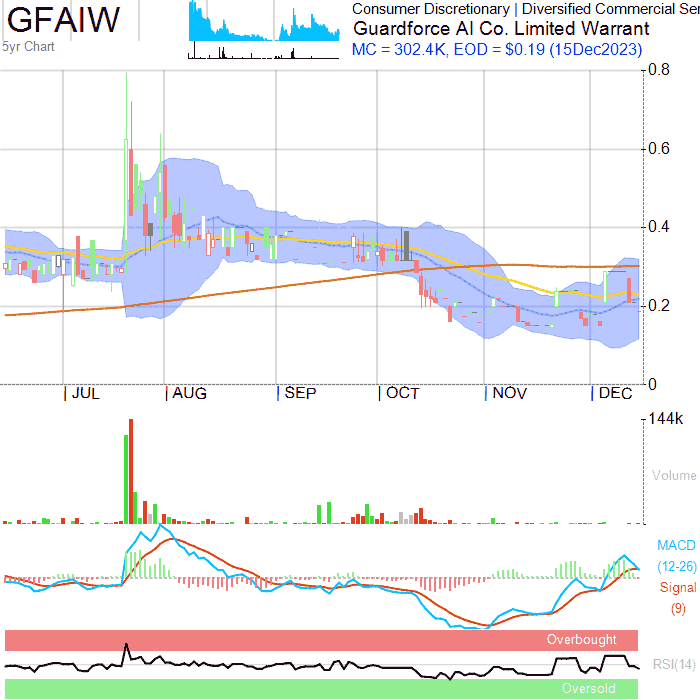 GFAIW
5yr Chart
Consumer Discretionary | Diversified Commercial Ser
Guardforce AI Co. Limited Warrant
MC = 302.4K, EOD = $0.19 (15Dec2023)
0.8
0.6
0.4
0.2
0
JUL AUG SEP OCT NOV DEC
144k
Volume
MACD
(12-26)
Signal
(9)
Overbought
RSI(14)
Oversold